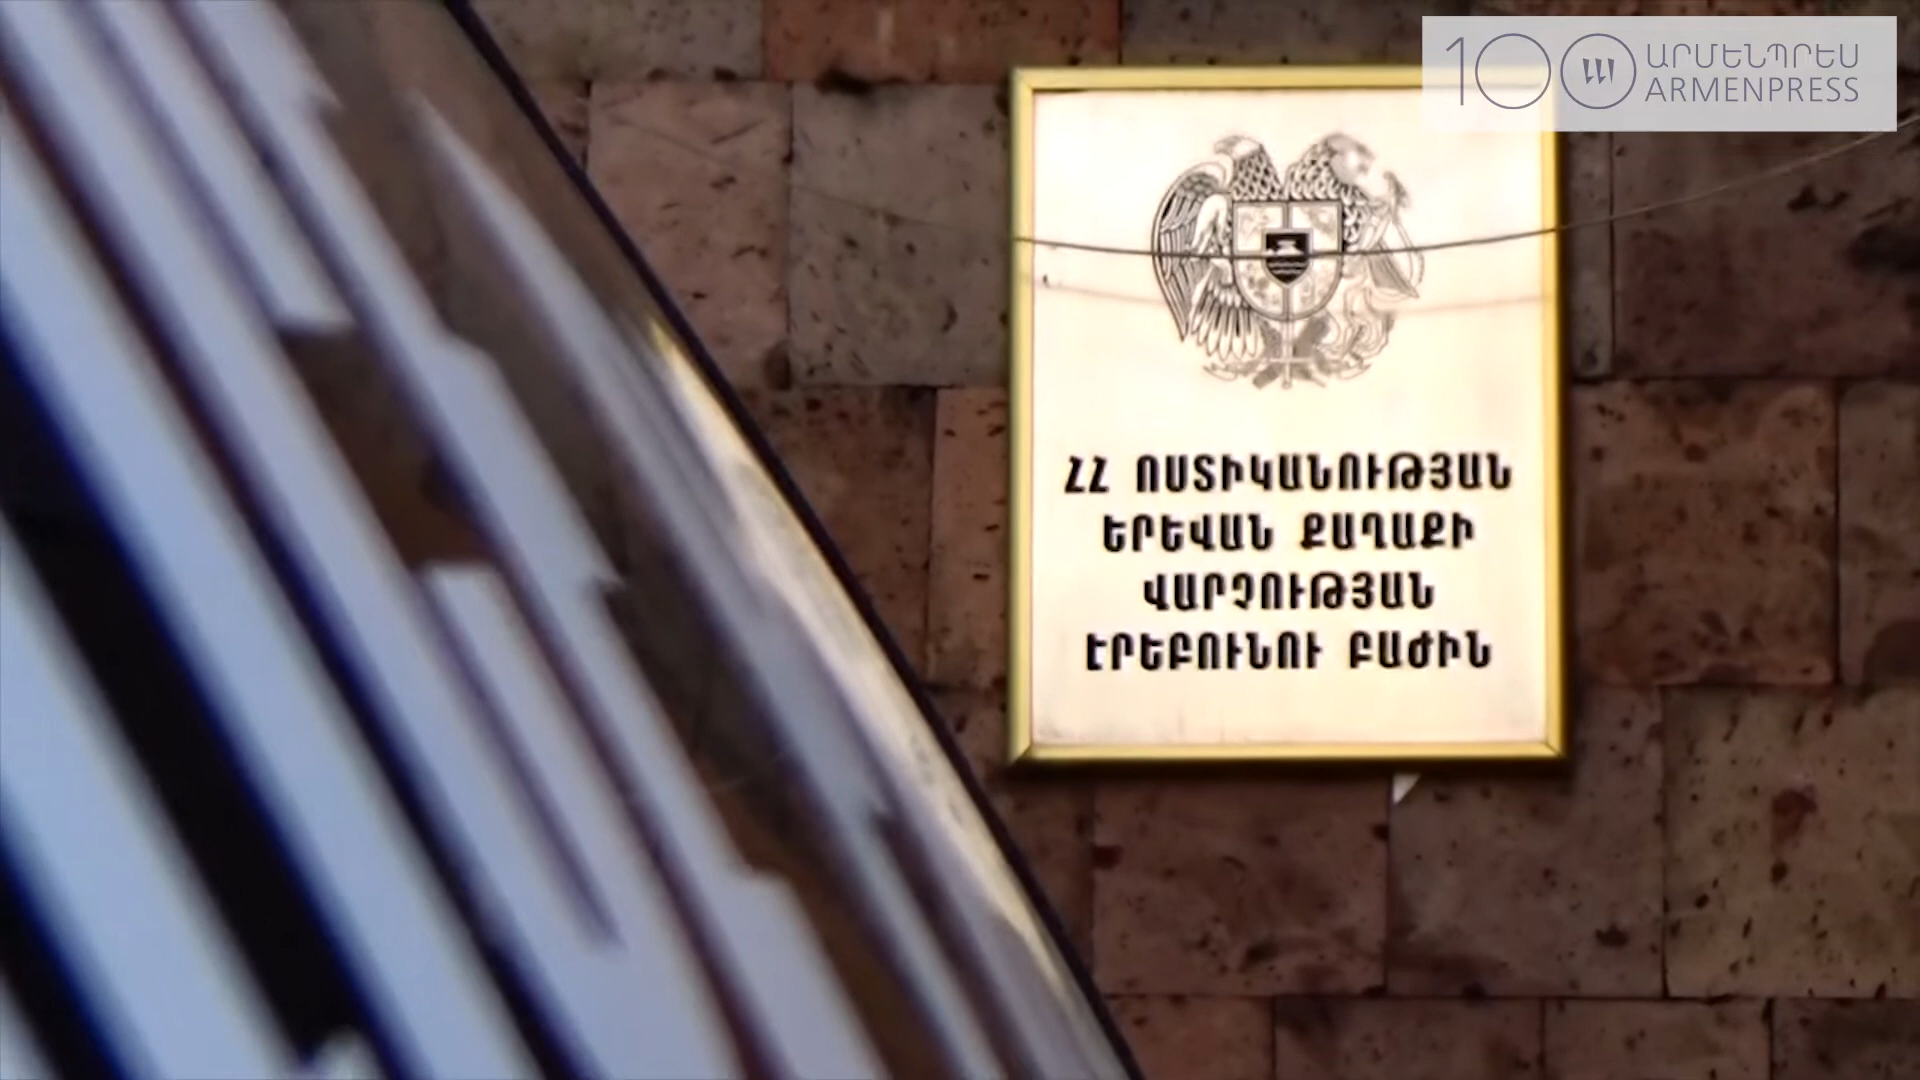 100 ԱՐՄԵՆՊՐԵՍ
ARMENPRESS
ՀՀ ՈՍՏԻԿԱՆՈՒԹՅԱՆ
ԵՐԵՎԱՆ ՔԱՂԱՔԻ
ՎԱՐՉՈՒԹՅԱՆ
ԷՐԵԲՈՒՆՈՒ ԲԱԺԻՆ